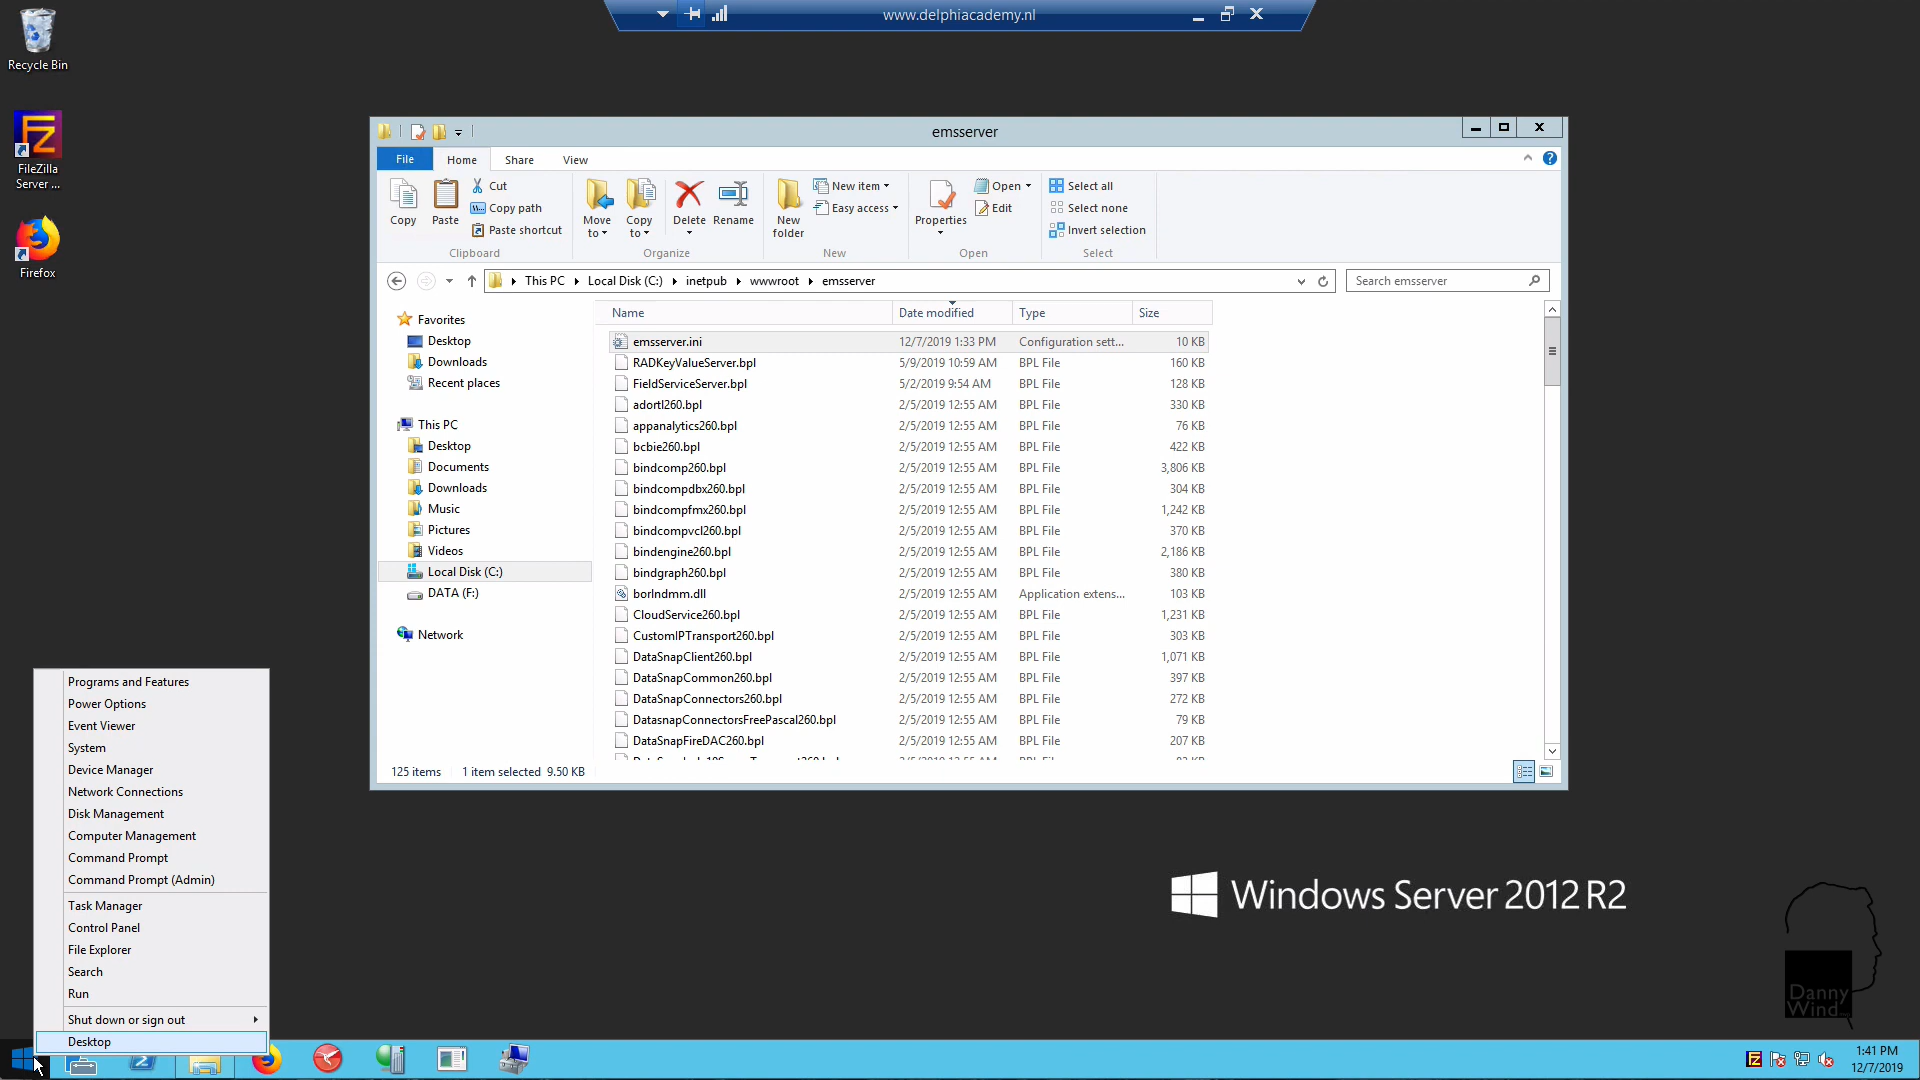 www.delphiacademy.nl
Recycle Bin
FileZilla
Server ...
Firefox
emsserver
File
Home
Share
View
Copy
Paste
Cut
Copy path
Paste shortcut
Clipboard
Move
to
Copy
to
Delete
Rename
Organize
New
folder
New item
Easy access
New
Properties
Open
Edit
Open
Select all
Select none
Invert selection
Select
This PC
Local Disk (C:)
inetpub
wwwroot
emsserver
Search emsserver
Favorites
Desktop
Downloads
Recent places
This PC
Desktop
Documents
Downloads
Music
Pictures
Videos
Local Disk (C:)
DATA (F:)
Network
Name Date modified Type Size
emsserver.ini 12/7/2019 1:33 PM Configuration sett... 10 KB
RADKeyValueServer.bpl 5/9/2019 10:59 AM BPL File 160 KB
FieldServiceServer.bpl 5/2/2019 9:54 AM BPL File 128 KB
adortl260.bpl 2/5/2019 12:55 AM BPL File 330 KB
appanalytics260.bpl 2/5/2019 12:55 AM BPL File 76 KB
bcbie260.bpl 2/5/2019 12:55 AM BPL File 422 KB
bindcomp260.bpl 2/5/2019 12:55 AM BPL File 3,806 KB
bindcompdbx260.bpl 2/5/2019 12:55 AM BPL File 304 KB
bindcompfmx260.bpl 2/5/2019 12:55 AM BPL File 1,242 KB
bindcompvcl260.bpl 2/5/2019 12:55 AM BPL File 370 KB
bindengine260.bpl 2/5/2019 12:55 AM BPL File 2,186 KB
bindgraph260.bpl 2/5/2019 12:55 AM BPL File 380 KB
borlndmm.dll 2/5/2019 12:55 AM Application extens... 103 KB
CloudService260.bpl 2/5/2019 12:55 AM BPL File 1,231 KB
CustomIPTransport260.bpl 2/5/2019 12:55 AM BPL File 303 KB
DataSnapClient260.bpl 2/5/2019 12:55 AM BPL File 1,071 KB
DataSnapCommon260.bpl 2/5/2019 12:55 AM BPL File 397 KB
DataSnapConnectors260.bpl 2/5/2019 12:55 AM BPL File 272 KB
DatasnapConnectorsFreePascal260.bpl 2/5/2019 12:55 AM BPL File 79 KB
DataSnapFireDAC260.bpl 2/5/2019 12:55 AM BPL File 207 KB
125 items 1 item selected 9.50 KB
Programs and Features
Power Options
Event Viewer
System
Device Manager
Network Connections
Disk Management
Computer Management
Command Prompt
Command Prompt (Admin)
Task Manager
Control Panel
File Explorer
Search
Run
Shut down or sign out
Desktop
Windows Server 2012 R2
Danny
Wind
1:41 PM
12/7/2019